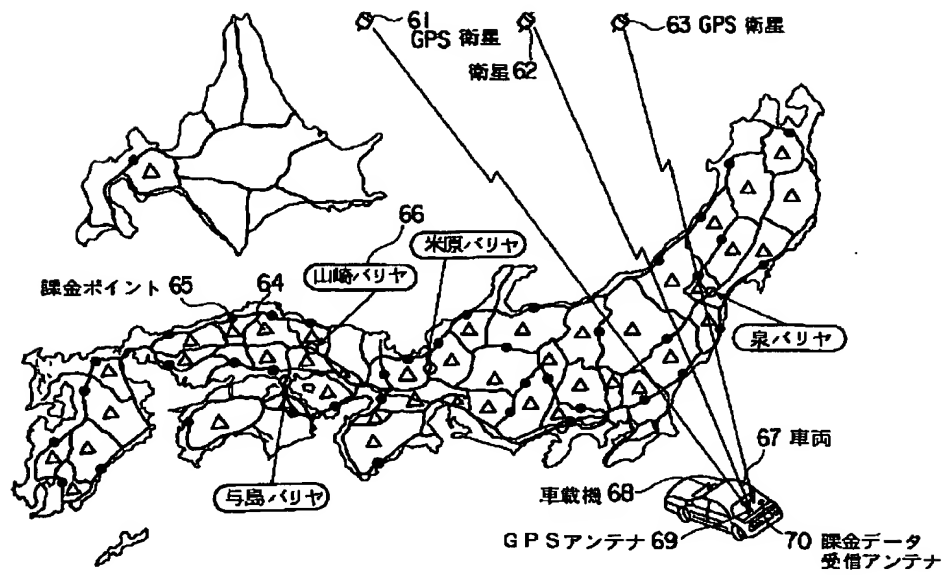 61
GPS 衛星
衛星62
63 GPS 衛星
66
米原バリヤ
山崎バリヤ
課金ポイント 65
64
泉バリヤ
与島バリヤ
67 車両
車載機 68
GPSアンテナ 69
70 課金データ
受信アンテナ